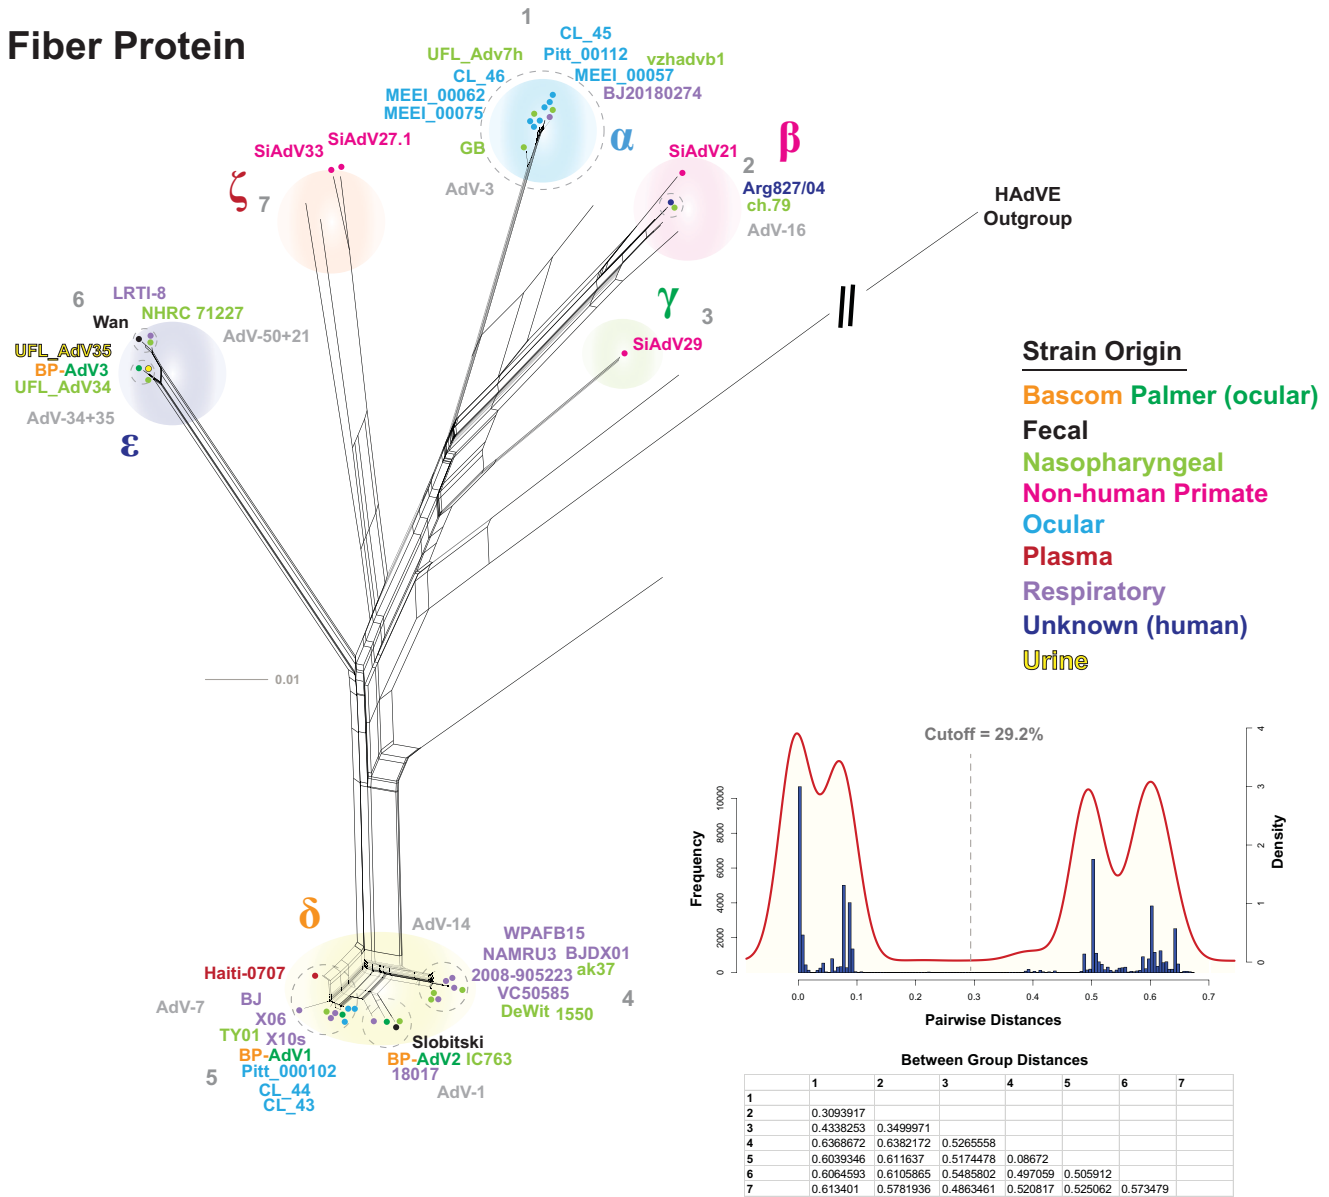 Fiber Protein
1
CL_45
UFL_Adv7h
Pitt_00112
vzhadvb1
CL_46
MEEI_00057
MEEI_00062
BJ20180274
MEEI_00075
α
GB
AdV-3
SiAdV27.1
SiAdV33
ζ
7
β
SiAdV21
2
Arg827/04
ch.79
AdV-16
HAdVE
Outgroup
γ
3
SiAdV29
6
LRTI-8
NHRC 71227
Wan
AdV-50+21
UFL_AdV35
BP-AdV3
UFL_AdV34
AdV-34+35
ε
Strain Origin
Bascom Palmer (ocular)
Fecal
Nasopharyngeal
Non-human Primate
Ocular
Plasma
Respiratory
Unknown (human)
Urine
0.01
δ
AdV-14
WPAFB15
NAMRU3
BJDX01
2008-905223
ak37
VC50585
4
DeWit
1550
Haiti-0707
AdV-7
BJ
X06
TY01
X10s
BP-AdV1
Pitt_000102
5
CL_44
CL_43
Slobitski
BP-AdV2
IC763
18017
AdV-1
Cutoff = 29.2%
Frequency
0
2000
4000
6000
8000
10000
Density
0
1
2
3
4
0.0 0.1 0.2 0.3 0.4 0.5 0.6 0.7
Pairwise Distances
Between Group Distances
1 2 3 4 5 6 7
1
2 0.3093917
3 0.4338253 0.3499971
4 0.6368672 0.6382172 0.5265558
5 0.6039346 0.611637 0.5174478 0.08672
6 0.6064593 0.6105865 0.5485802 0.497059 0.505912
7 0.613401 0.5781936 0.4863461 0.520817 0.525062 0.573479